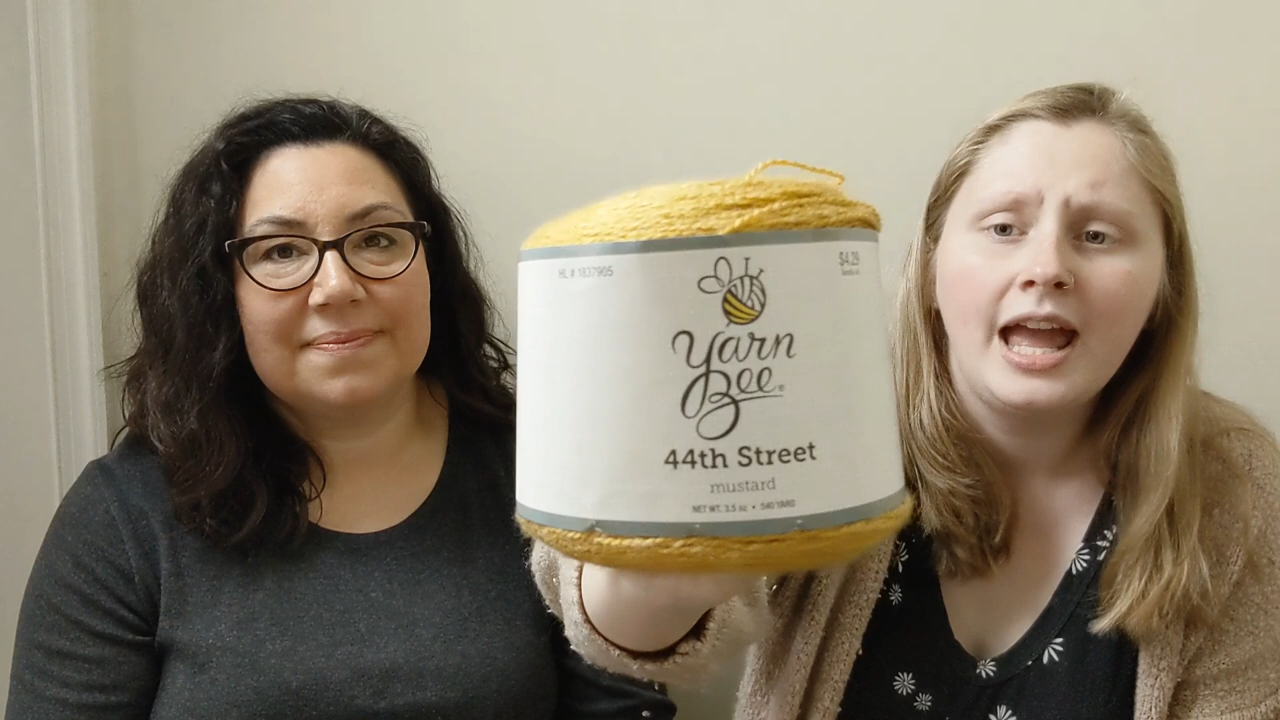 HL # 1837905
$4.29
Yarn
Bee®
44th Street
mustard
NET WT. 3.5 oz • 540 YARD